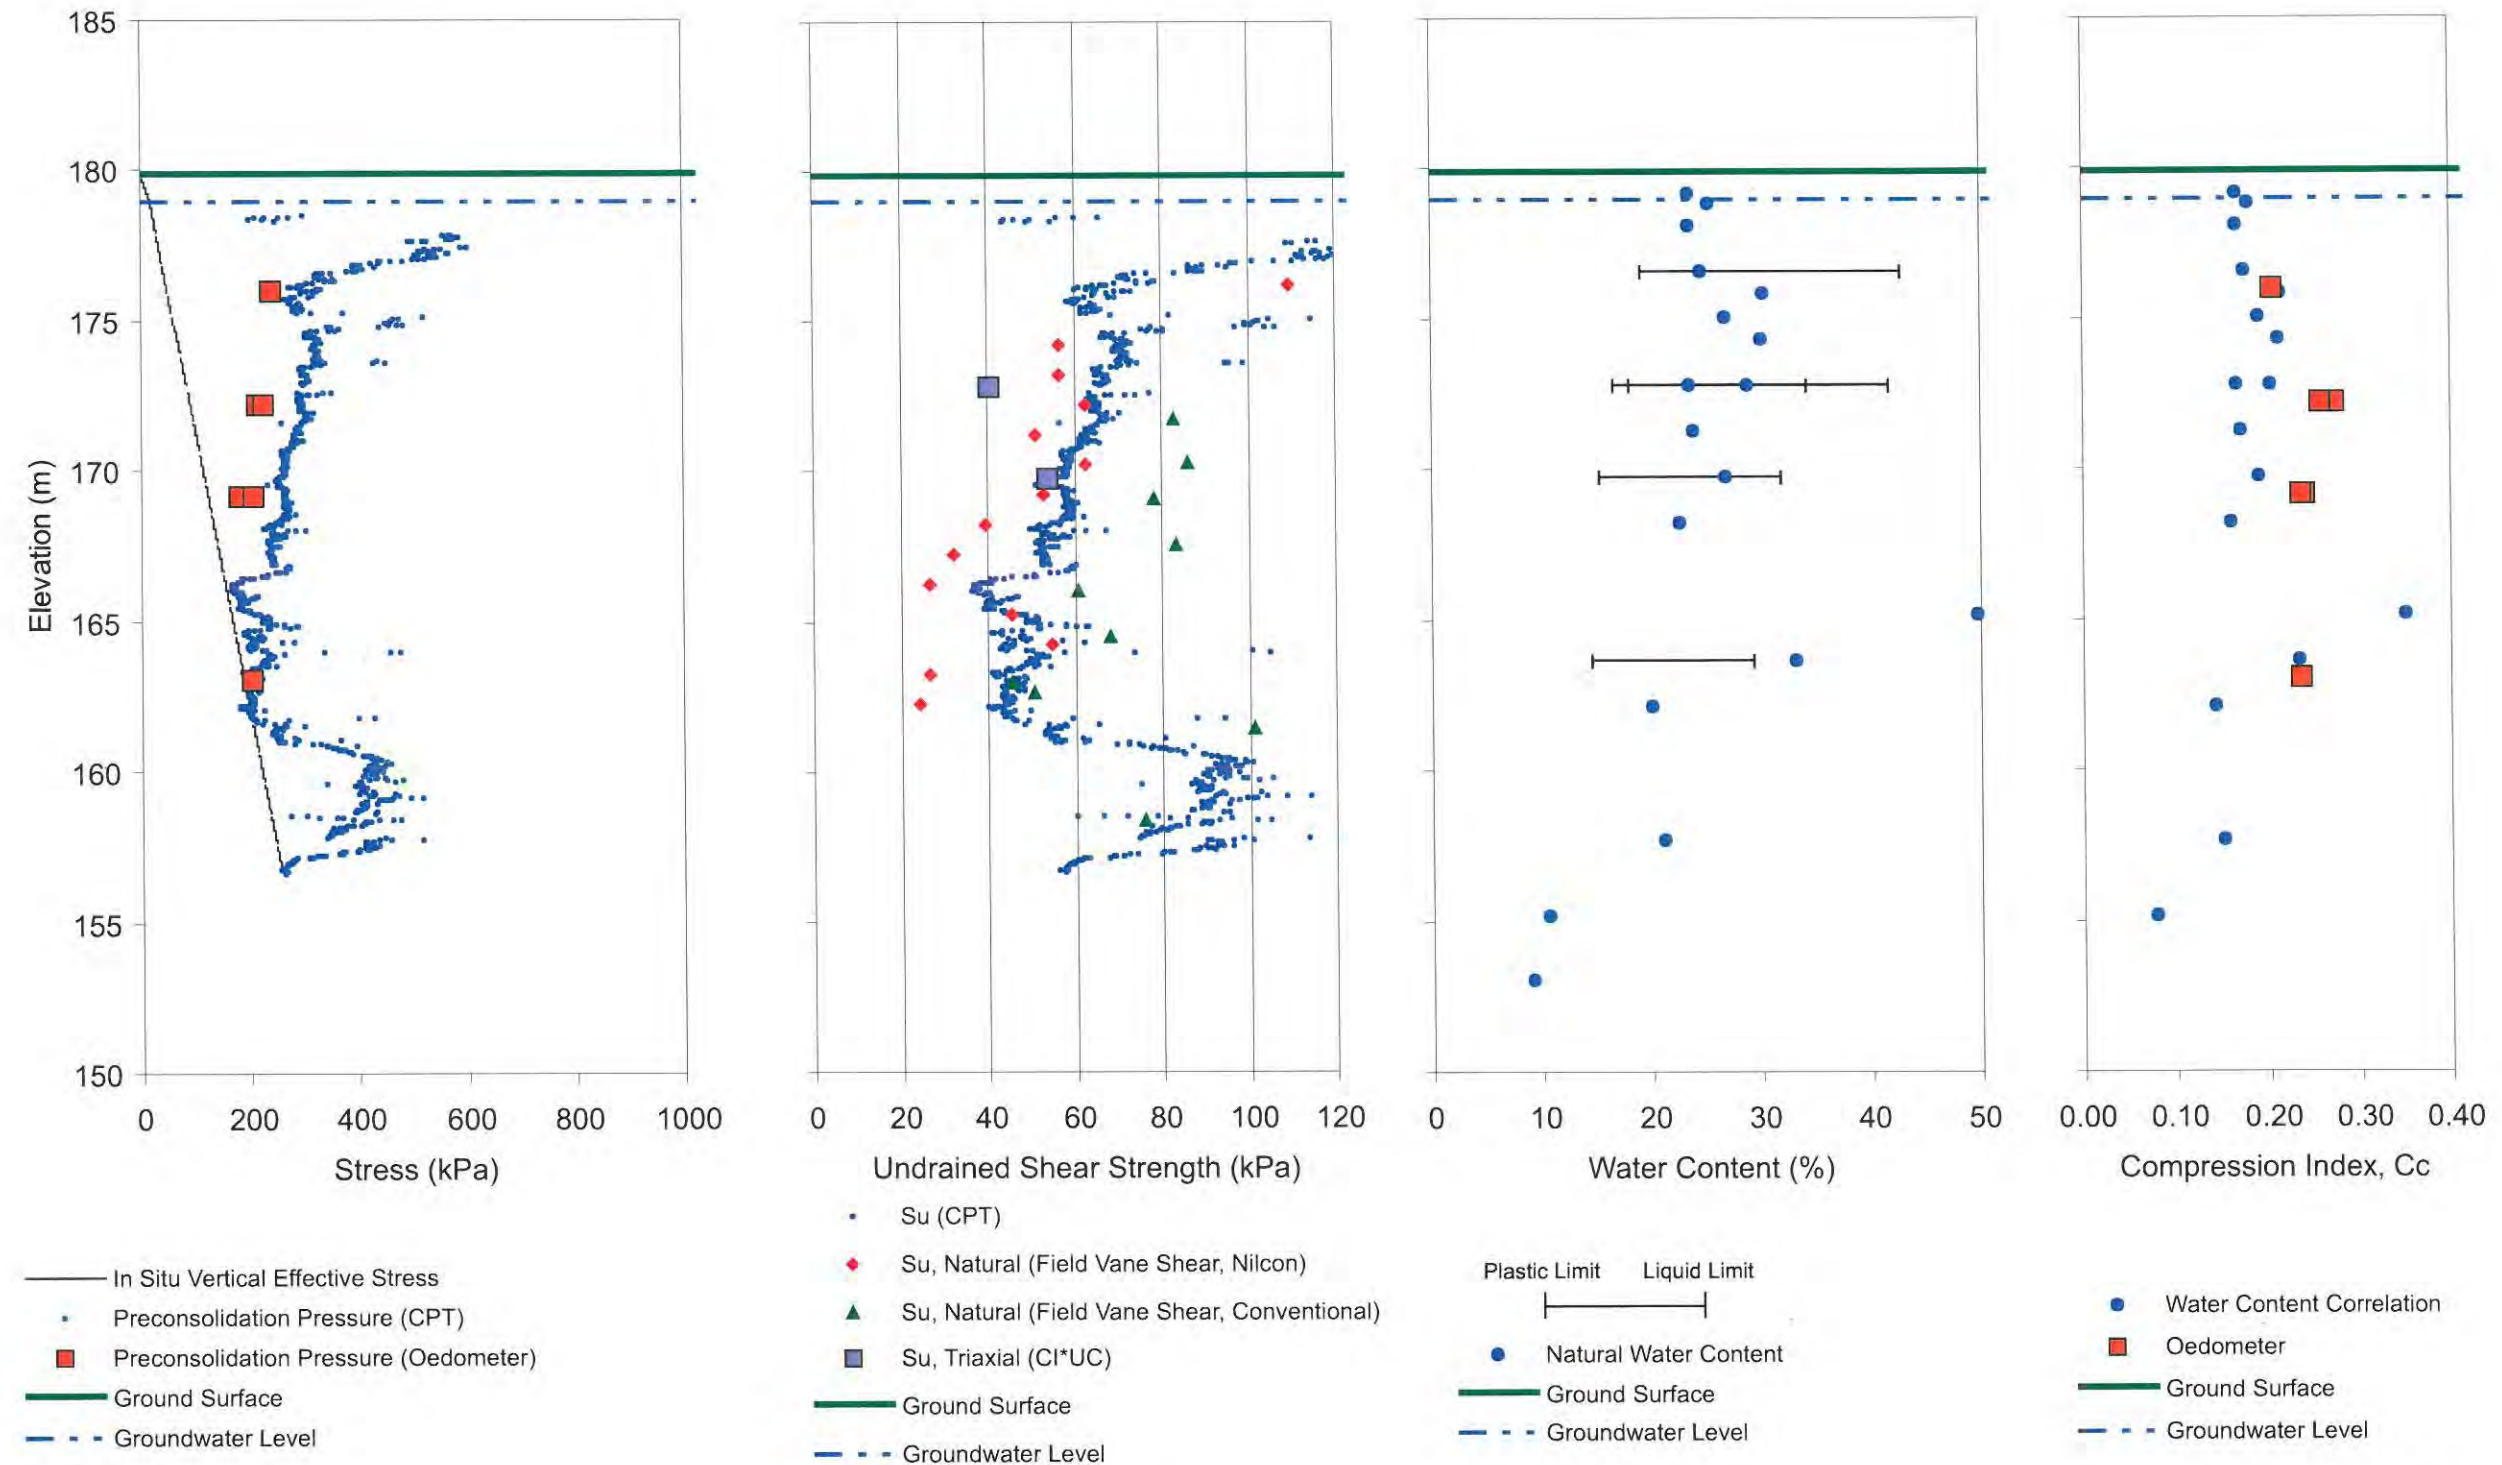 185
180
175
170
165
160
155
150
Elevation (m)
0 200 400 600 800 1000
Stress (kPa)
In Situ Vertical Effective Stress
Preconsolidation Pressure (CPT)
Preconsolidation Pressure (Oedometer)
Ground Surface
Groundwater Level
0 20 40 60 80 100 120
Undrained Shear Strength (kPa)
Su (CPT)
Su, Natural (Field Vane Shear, Nilcon)
Su, Natural (Field Vane Shear, Conventional)
Su, Triaxial (CI*UC)
Ground Surface
Groundwater Level
0 10 20 30 40 50
Water Content (%)
Plastic Limit Liquid Limit
Natural Water Content
Ground Surface
Groundwater Level
0.00 0.10 0.20 0.30 0.40
Compression Index, Cc
Water Content Correlation
Oedometer
Ground Surface
Groundwater Level